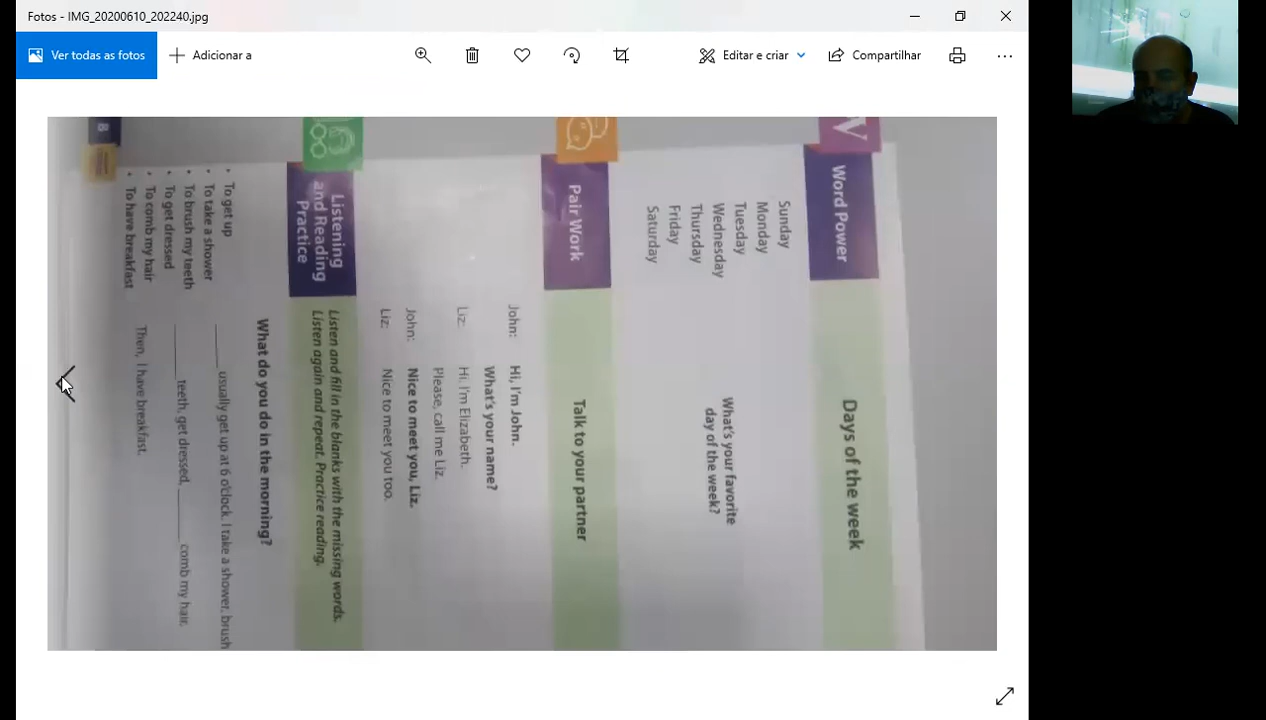 Fotos - IMG_20200610_202240.jpg
Ver todas as fotos
Adicionar a
Editar e criar
Compartilhar
V
Word Power
Days of the week
Sunday
Monday
Tuesday
Wednesday
Thursday
Friday
Saturday
What's your favorite
day of the week?
Pair Work
Talk to your partner
John: Hi, I'm John.
What's your name?
Liz: Hi. I'm Elizabeth.
Please, call me Liz.
John: Nice to meet you, Liz.
Liz: Nice to meet you too.
Listening
and Reading
Practice
Listen and fill in the blanks with the missing words.
Listen again and repeat. Practice reading.
What do you do in the morning?
• To get up
• To take a shower
• To brush my teeth
• To get dressed
• To comb my hair
• To have breakfast
______ usually get up at 6 o'clock. I take a shower, brush
______ teeth, get dressed, ______ comb my hair.
Then, I have breakfast.
8